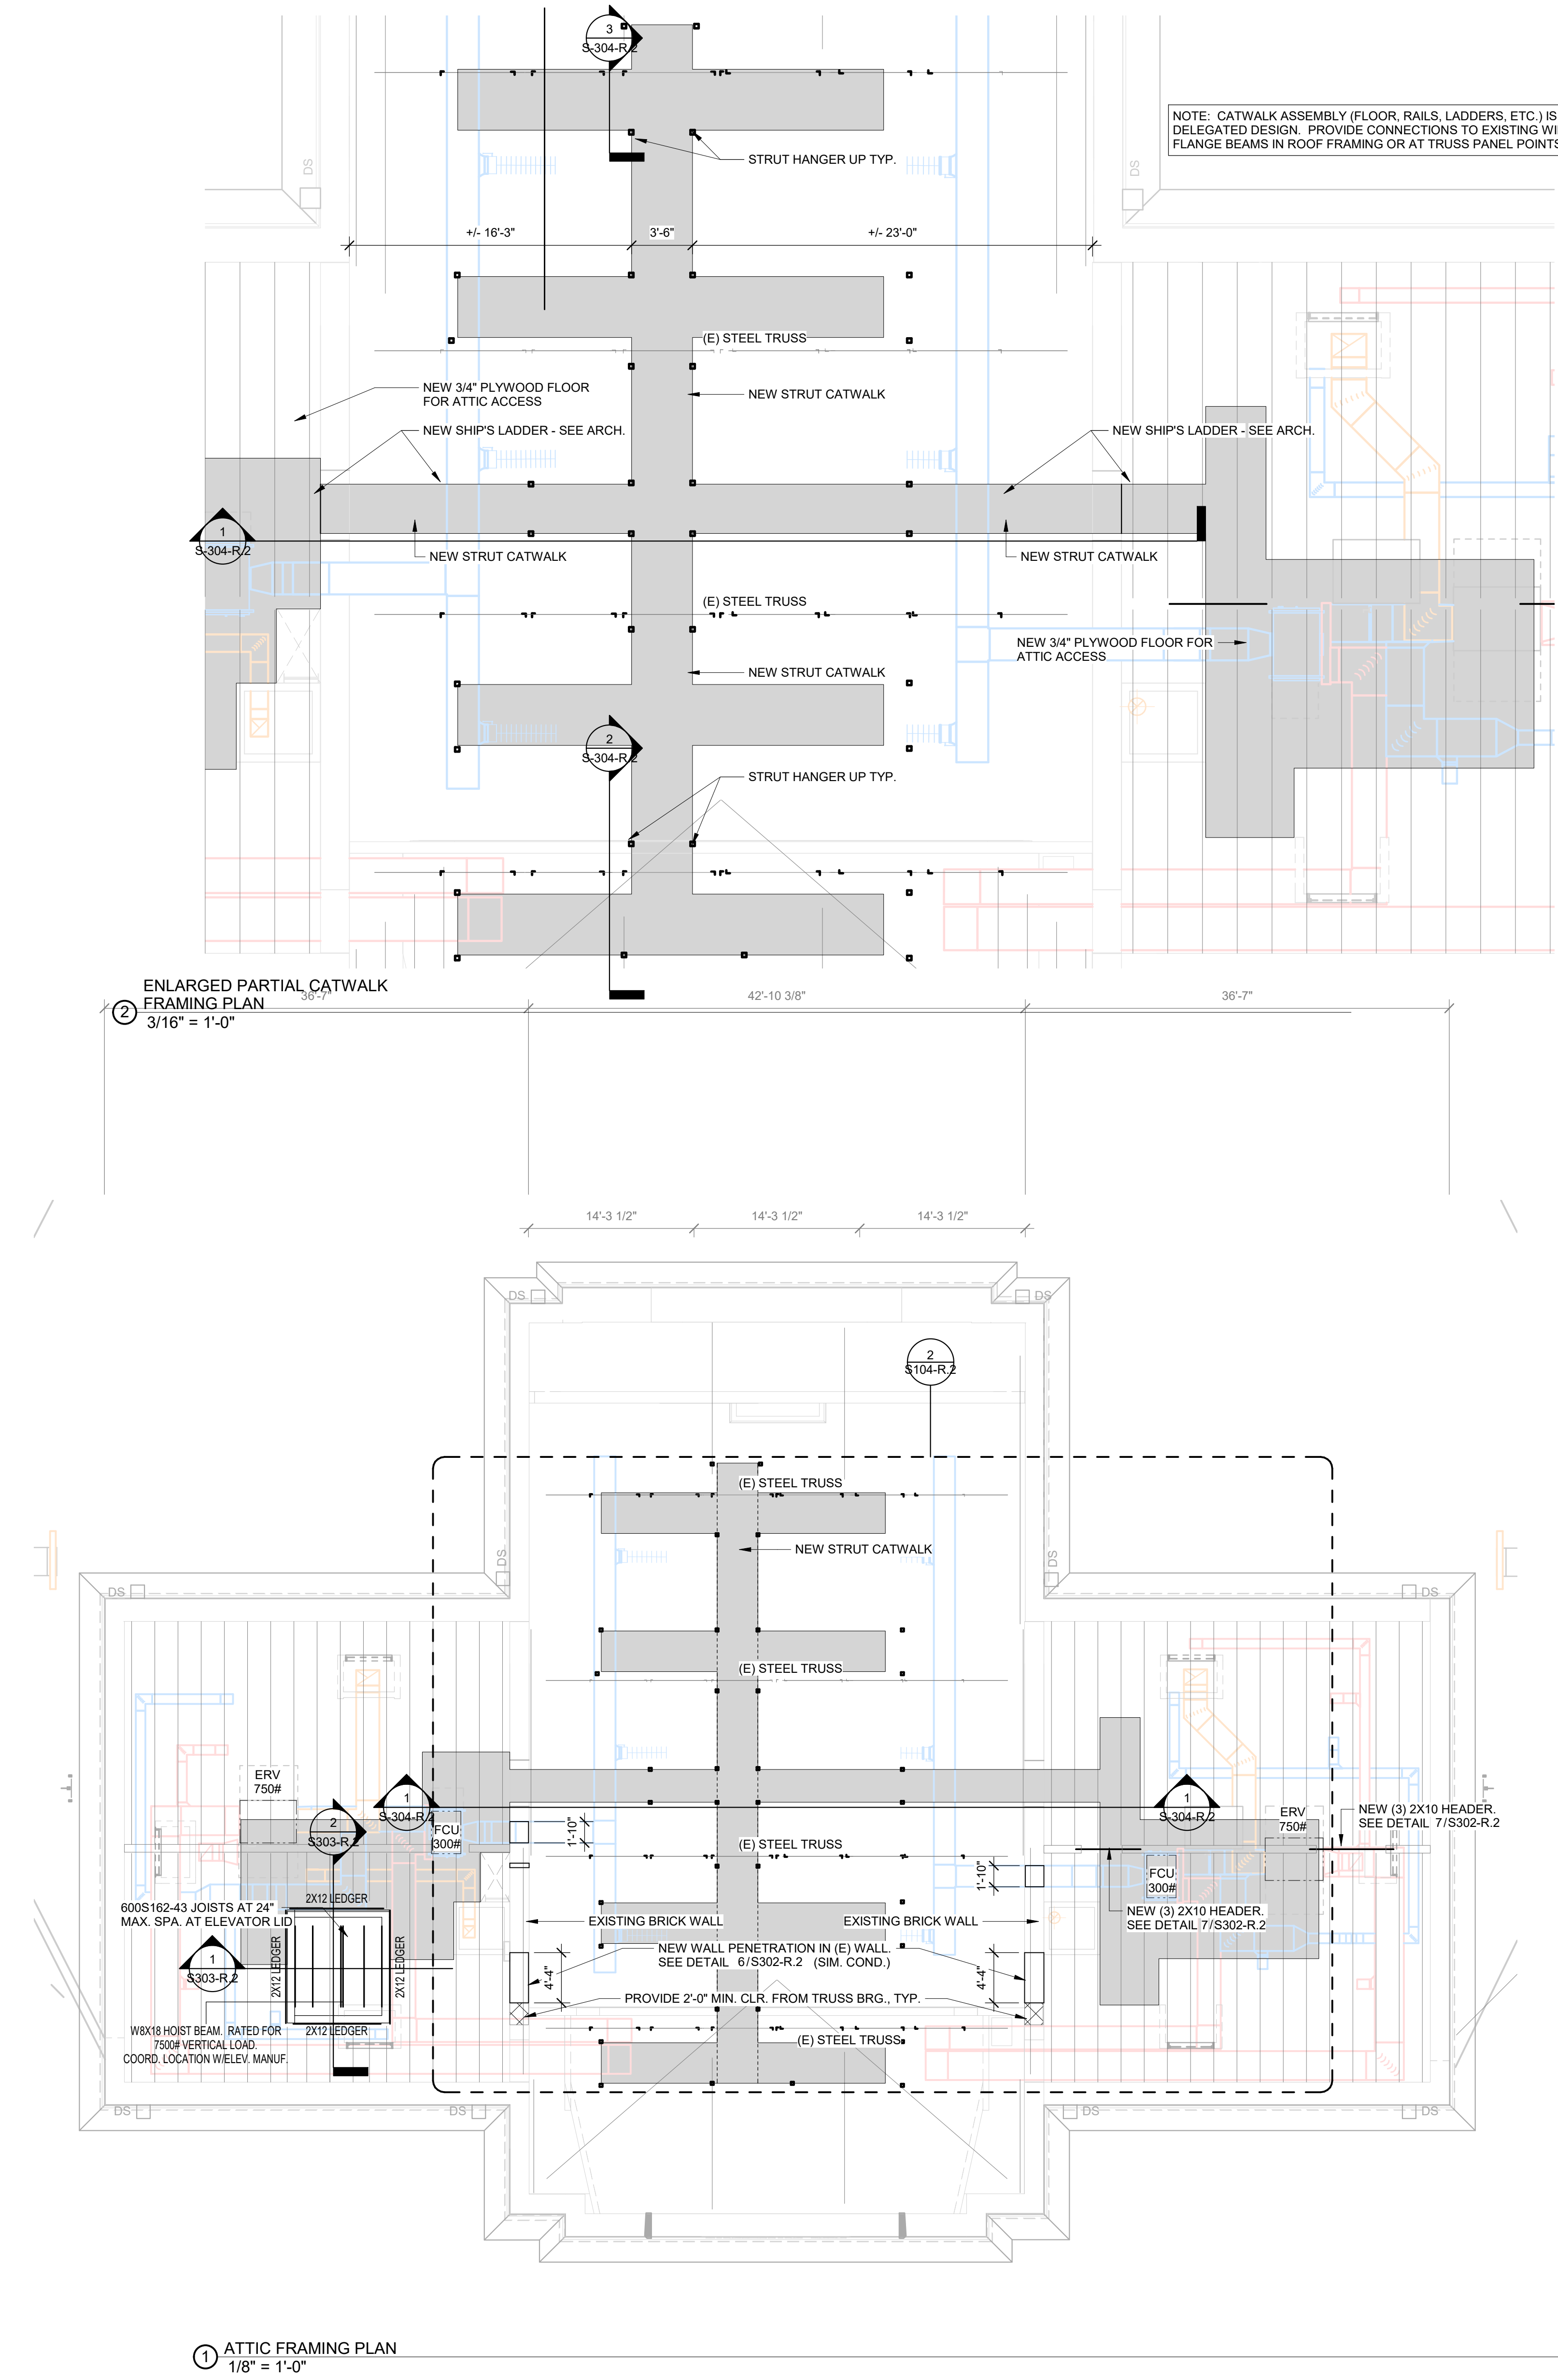 3
S-304-R.2
NOTE: CATWALK ASSEMBLY (FLOOR, RAILS, LADDERS, ETC.) IS
DELEGATED DESIGN. PROVIDE CONNECTIONS TO EXISTING
FLANGE BEAMS IN ROOF FRAMING OR AT TRUSS PANEL POINTS
DS
DS
STRUT HANGER UP TYP.
+/- 16'-3"
3'-6"
+/- 23'-0"
(E) STEEL TRUSS
NEW 3/4" PLYWOOD FLOOR
FOR ATTIC ACCESS
NEW STRUT CATWALK
NEW SHIP'S LADDER - SEE ARCH.
NEW SHIP'S LADDER - SEE ARCH.
1
S-304-R.2
NEW STRUT CATWALK
NEW STRUT CATWALK
(E) STEEL TRUSS
NEW 3/4" PLYWOOD FLOOR FOR
ATTIC ACCESS
NEW STRUT CATWALK
2
S-304-R.2
STRUT HANGER UP TYP.
2
ENLARGED PARTIAL CATWALK
FRAMING PLAN
3/16" = 1'-0"
36'-7"
42'-10 3/8"
36'-7"
14'-3 1/2"
14'-3 1/2"
14'-3 1/2"
DS
DS
2
S104-R.2
(E) STEEL TRUSS
NEW STRUT CATWALK
DS
DS
DS
DS
(E) STEEL TRUSS
ERV
750#
1
S-304-R.2
2
S303-R.2
FCU
300#
1'-10"
1
S-304-R.2
ERV
750#
NEW (3) 2X10 HEADER.
SEE DETAIL 7/S302-R.2
(E) STEEL TRUSS
1'-10"
FCU
300#
2X12 LEDGER
600S162-43 JOISTS AT 24"
MAX. SPA. AT ELEVATOR LID
NEW (3) 2X10 HEADER.
SEE DETAIL 7/S302-R.2
EXISTING BRICK WALL
EXISTING BRICK WALL
2X12 LEDGER
2X12 LEDGER
NEW WALL PENETRATION IN (E) WALL.
SEE DETAIL 6/S302-R.2 (SIM. COND.)
1
S303-R.2
4'-4"
4'-4"
PROVIDE 2'-0" MIN. CLR. FROM TRUSS BRG., TYP.
2X12 LEDGER
W8X18 HOIST BEAM. RATED FOR
7500# VERTICAL LOAD.
COORD. LOCATION W/ELEV. MANUF.
(E) STEEL TRUSS
DS
DS
DS
DS
1
ATTIC FRAMING PLAN
1/8" = 1'-0"